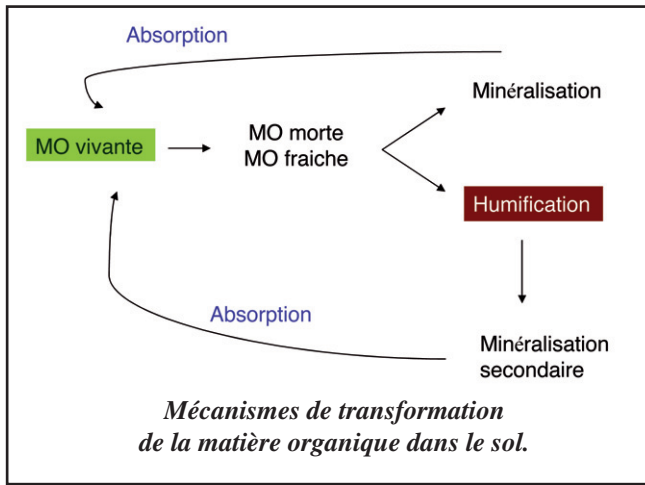 Absorption
Minéralisation
MO vivante
MO morte
MO fraiche
Humification
Absorption
Minéralisation
secondaire
Mécanismes de transformation
de la matière organique dans le sol.